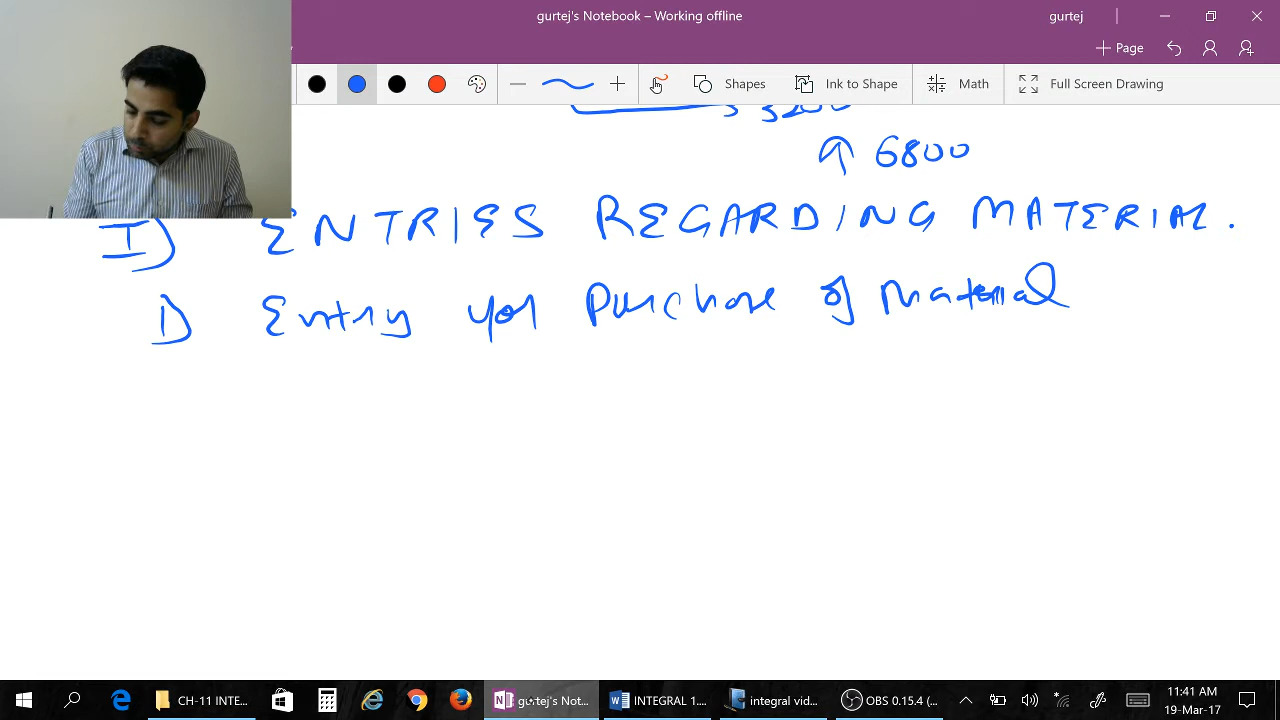 gurtej's Notebook – Working offline
gurtej
Page
Shapes
Ink to Shape
Math
Full Screen Drawing
6800
I) ENTRIES REGARDING MATERIAL.
1) Entry for Purchase of Material
CH-11 INTE...
gurtej's Not...
INTEGRAL 1....
integral vid...
OBS 0.15.4 (...
11:41 AM
19-Mar-17